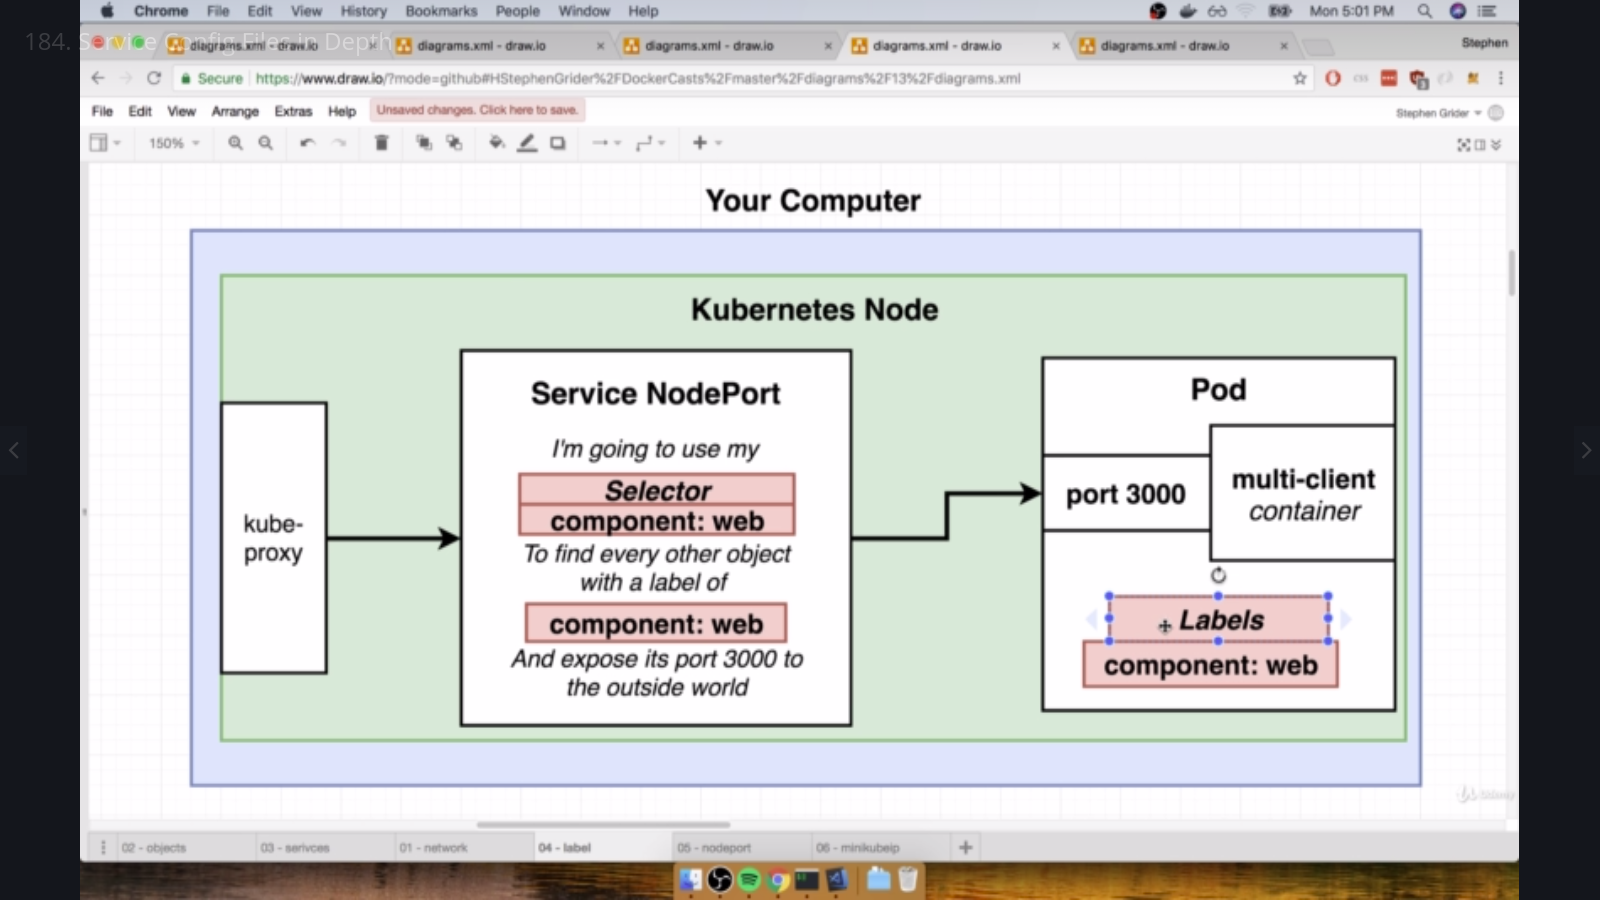 Chrome File Edit View History Bookmarks People Window Help Mon 5:01 PM
184. Service Config Files in Depth
diagrams.xml - draw.io diagrams.xml - draw.io diagrams.xml - draw.io diagrams.xml - draw.io diagrams.xml - draw.io Stephen
Secure https://www.draw.io/?mode=github#HStephenGrider%2FDockerCasts%2Fmaster%2Fdiagrams%2F13%2Fdiagrams.xml
File Edit View Arrange Extras Help Unsaved changes. Click here to save. Stephen Grider
150%
Your Computer
Kubernetes Node
kube-
proxy
Service NodePort
I'm going to use my
Selector
component: web
To find every other object
with a label of
component: web
And expose its port 3000 to
the outside world
Pod
port 3000
multi-client
container
Labels
component: web
Udemy
02 - objects 03 - serivces 01 - network 04 - label 05 - nodeport 06 - minikubeip